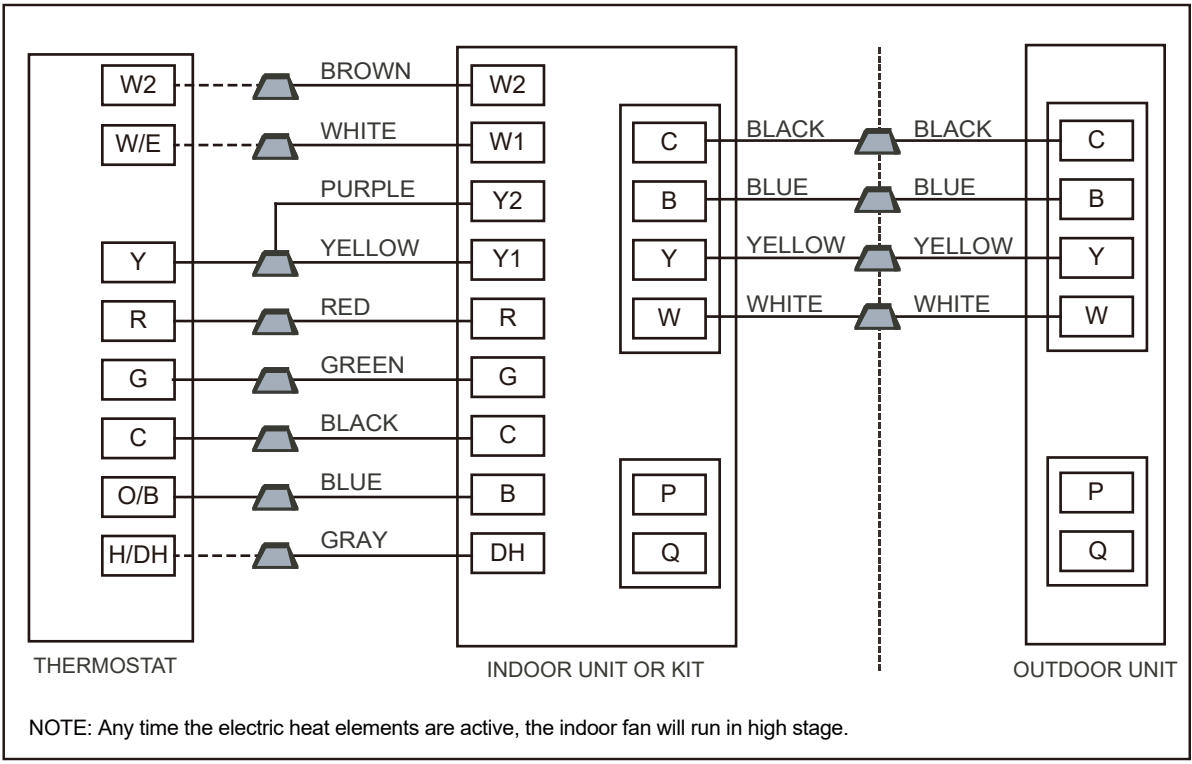 BROWN
W2 W2
WHITE BLACK BLACK
W/E W1 C C
PURPLE BLUE BLUE
Y2 B B
YELLOW YELLOW YELLOW
Y Y1 Y Y
RED WHITE WHITE
R R W W
GREEN
G G
BLACK
C C
BLUE
O/B B P P
GRAY
H/DH DH Q Q
THERMOSTAT INDOOR UNIT OR KIT OUTDOOR UNIT
NOTE: Any time the electric heat elements are active, the indoor fan will run in high stage.